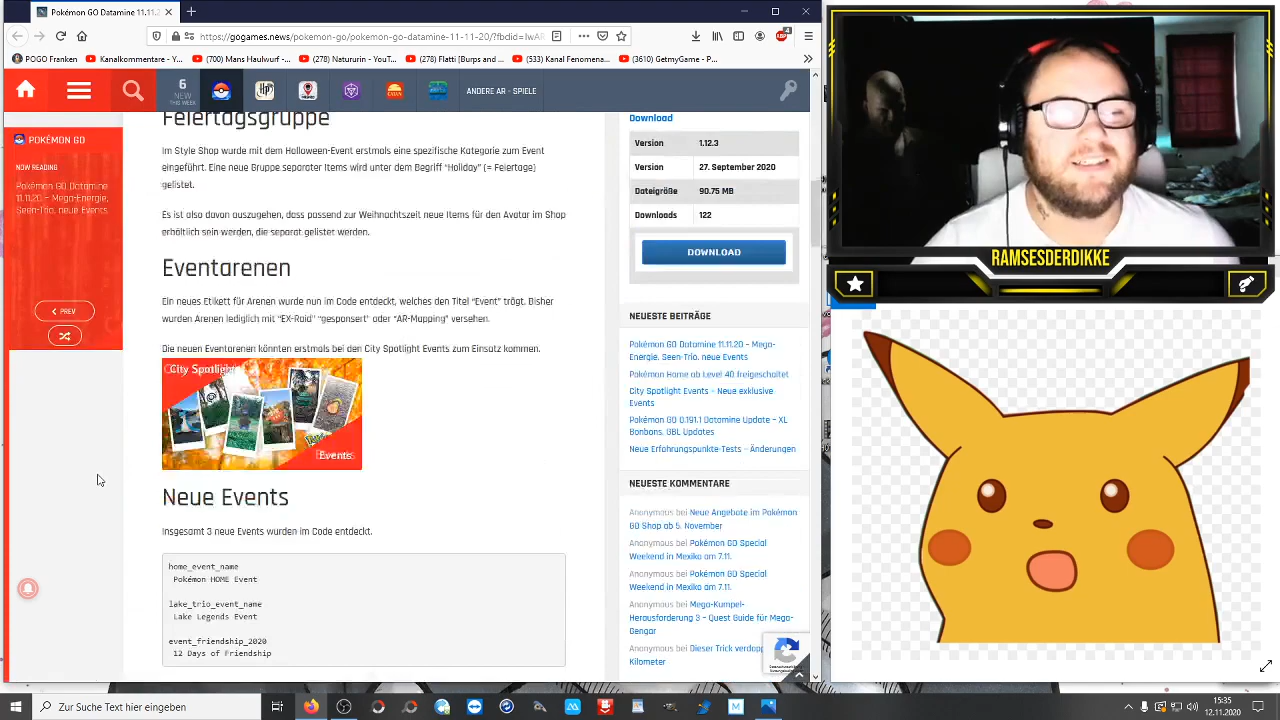 Pokémon GO Datamine 11.11.2
https://gogames.news/pokemon-go/pokemon-go-datamine-11-11-20/?fbclid=IwAR
POGO Franken
Kanalkommentare - Y...
(700) Mans Haulwurf -...
(278) Natururin - YouT...
(278) Flatti [Burps and ...
(533) Kanal Fenomena...
(3610) GetmyGame - P...
6
NEW
THIS WEEK
ANDERE AR - SPIELE
POKÉMON GO
NOW READING
Pokémon GO Datamine
11.11.20 – Mega-Energie,
Seen-Trio, neue Events
PREV
Feiertagsgruppe
Im Style Shop wurde mit dem Holloween-Event erstmals eine spezifische Kategorie zum Event
eingeführt. Eine neue Gruppe separater Items wird unter dem Begriff “Holiday” (= Feiertage)
gelistet.
Es ist also davon auszugehen, dass passend zur Weihnachtszeit neue Items für den Avatar im Shop
erhältlich sein werden, die separat gelistet werden.
Eventarenen
Ein neues Etikett für Arenen wurde nun im Code entdeckt, welches den Titel “Event” trägt. Bisher
wurden Arenen lediglich mit “EX-Raid” “gesponsert” oder “AR-Mapping” versehen.
Die neuen Eventarenen könnten erstmals bei den City Spotlight Events zum Einsatz kommen.
City Spotlight
Events
Neue Events
Insgesamt 3 neue Events wurden im Code entdeckt.
home_event_name
Pokémon HOME Event
lake_trio_event_name
Lake Legends Event
event_friendship_2020
12 Days of Friendship
Download
Version 1.12.3
Version 27. September 2020
Dateigröße 90.75 MB
Downloads 122
DOWNLOAD
NEUESTE BEITRÄGE
Pokémon GO Datamine 11.11.20 – Mega-
Energie, Seen-Trio, neue Events
Pokémon Home ab Level 40 freigeschaltet
City Spotlight Events – Neue exklusive
Events
Pokémon GO 0.191.1 Datamine Update – XL
Bonbons, GBL Updates
Neue Erfahrungspunkte-Tests – Änderungen
NEUESTE KOMMENTARE
Anonymous bei Neue Angebote im Pokémon
GO Shop ab 5. November
Anonymous bei Pokémon GO Special
Weekend in Mexiko am 7.11.
Anonymous bei Pokémon GO Special
Weekend in Mexiko am 7.11.
Anonymous bei Mega-Kumpel-
Herausforderung 3 – Quest Guide für Mega-
Gengar
Anonymous bei Dieser Trick verdopp
Kilometer
RAMSESDERDIKKE
Zur Suche Text hier eingeben
15:35
12.11.2020